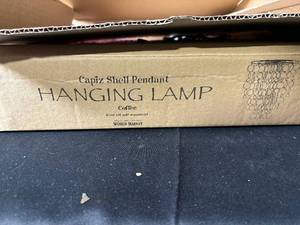 Capiz Shell Pendant
HANGING LAMP
Coffee
WORLD MARKET